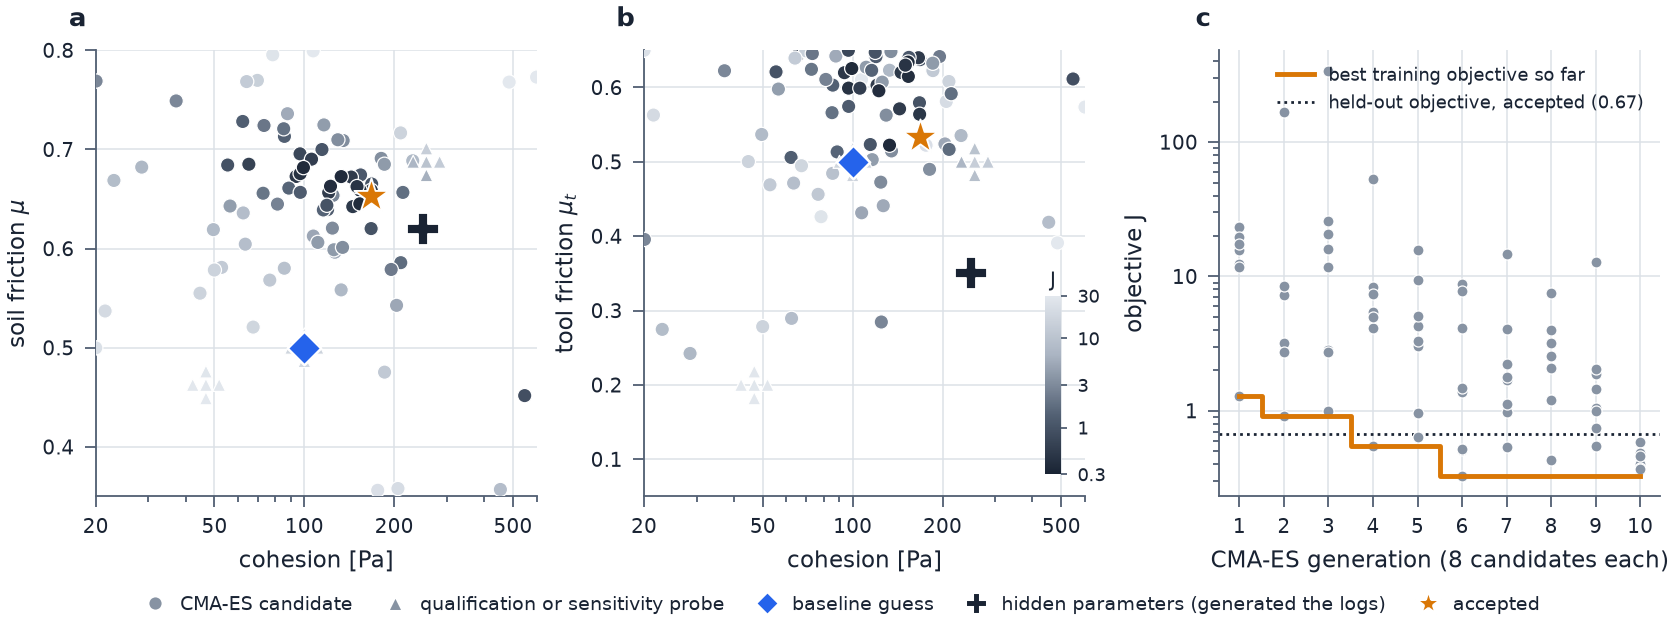 a
0.8
0.7
0.6
0.5
0.4
soil friction μ
20
50
100
200
500
cohesion [Pa]
b
0.6
0.5
0.4
0.3
0.2
0.1
tool friction μt
20
50
100
200
500
cohesion [Pa]
J
30
10
3
1
0.3
c
best training objective so far
held-out objective, accepted (0.67)
100
10
1
objective J
1 2 3 4 5 6 7 8 9 10
CMA-ES generation (8 candidates each)
CMA-ES candidate
qualification or sensitivity probe
baseline guess
hidden parameters (generated the logs)
accepted